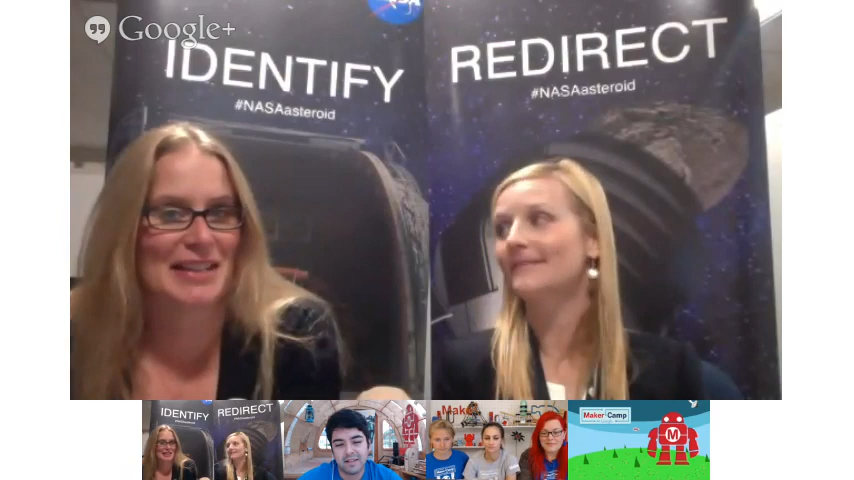 Google+
IDENTIFY
#NASAasteroid
REDIRECT
#NASAasteroid
IDENTIFY
REDIRECT
Make:
Maker Camp
M